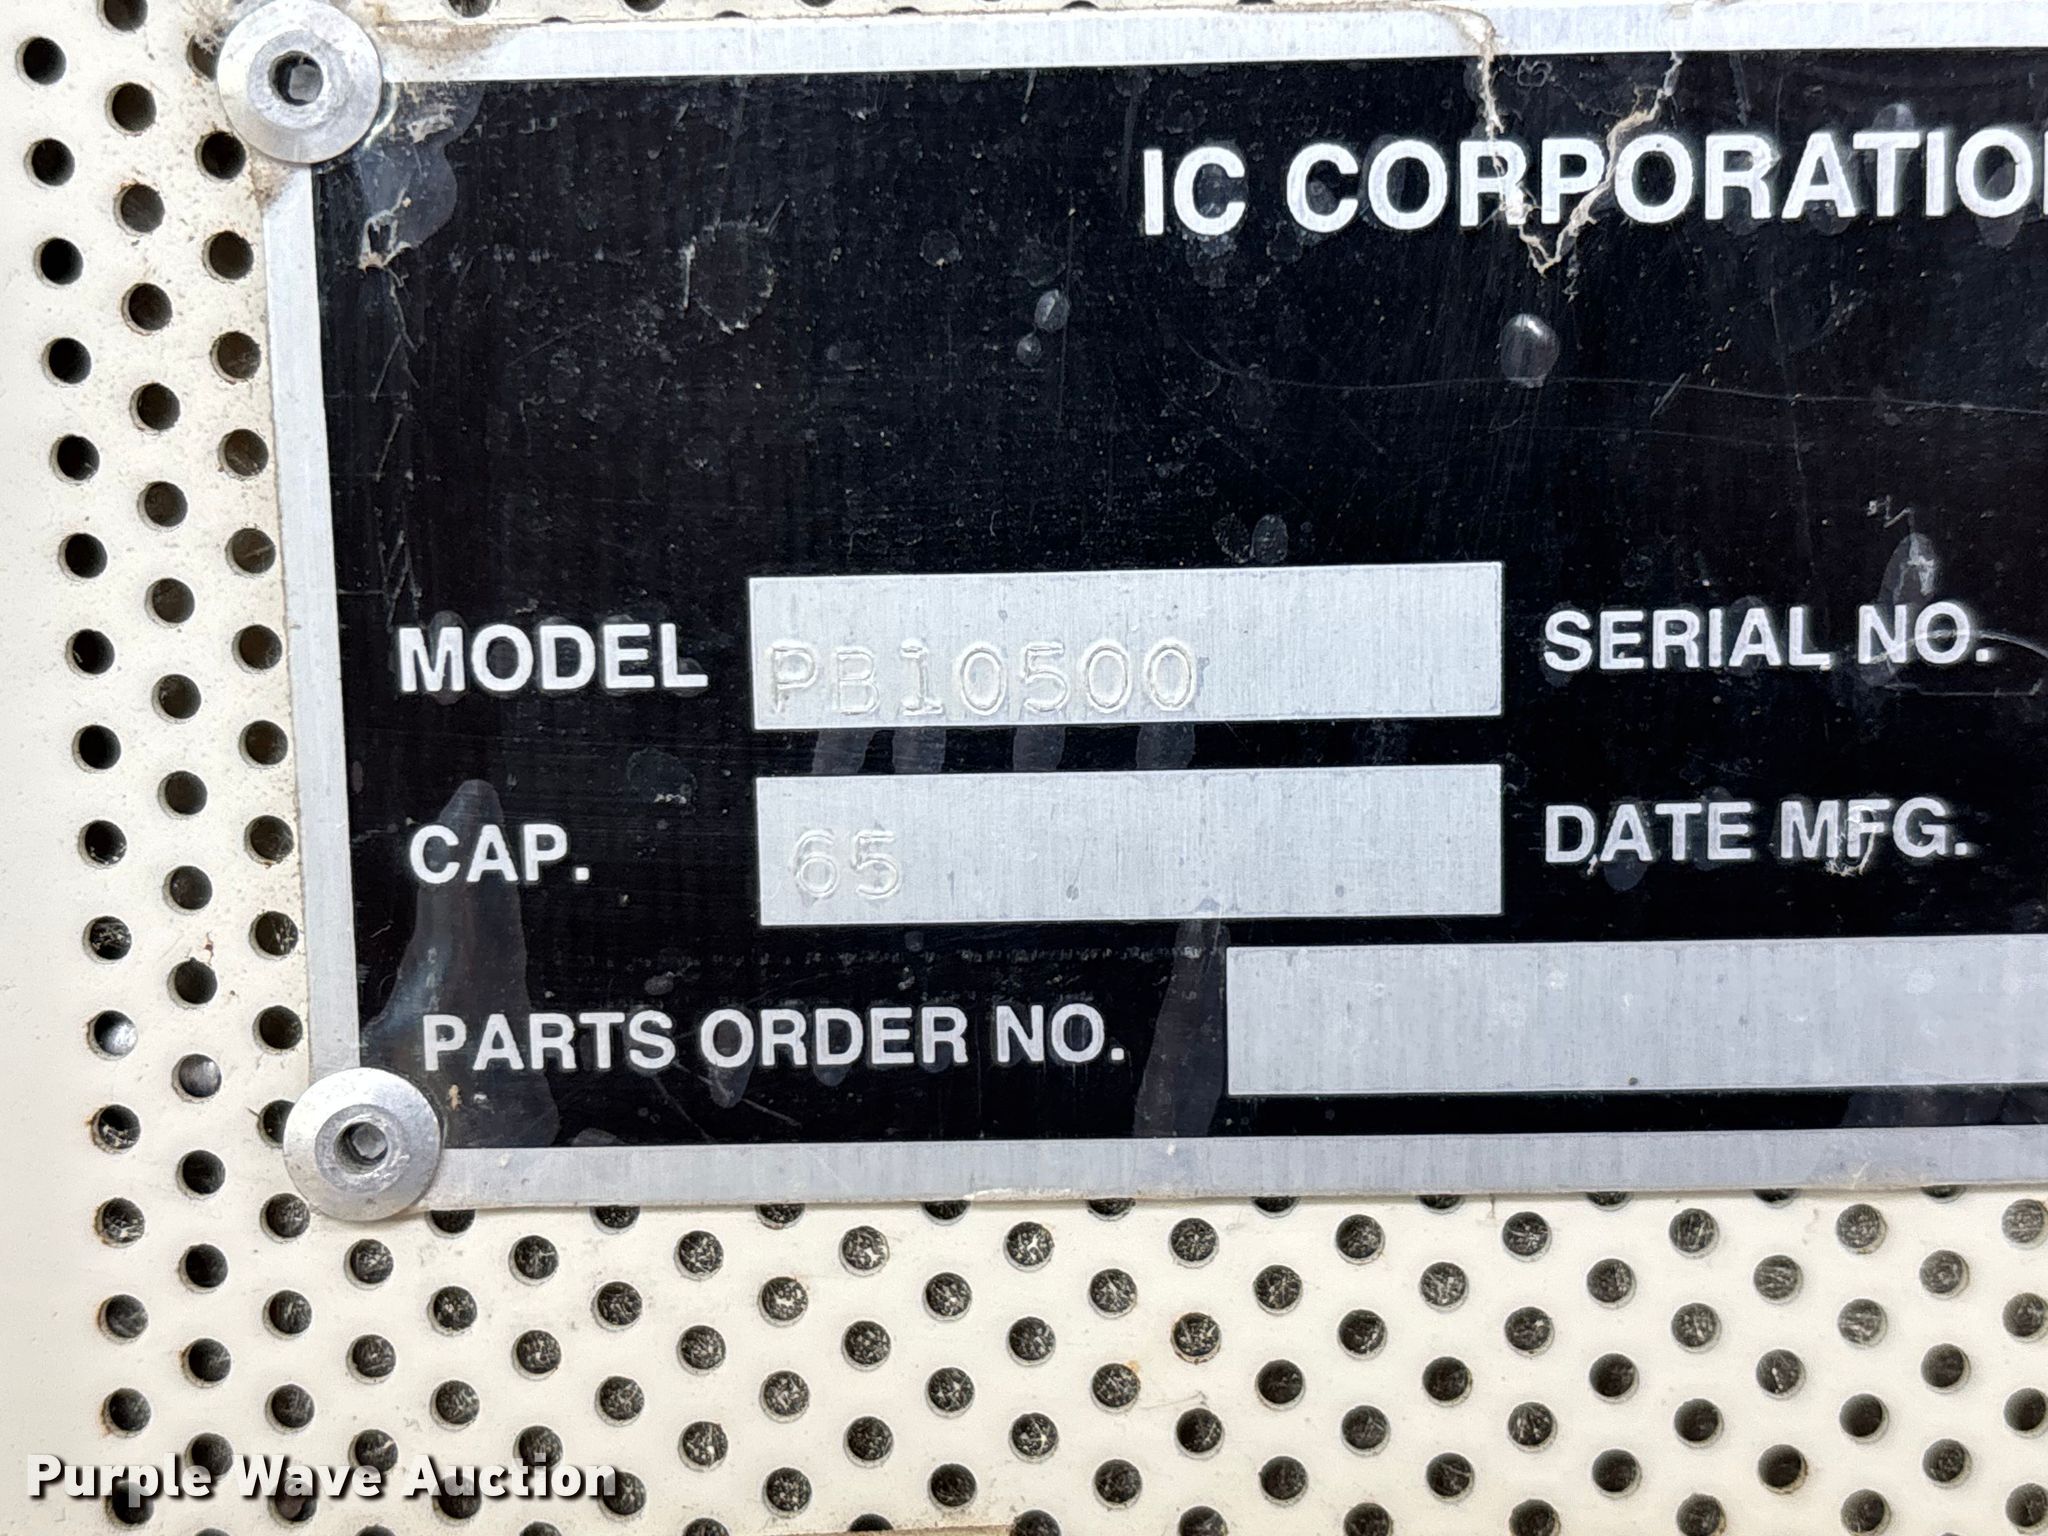 IC CORPORATIO
MODEL PB10500 SERIAL NO.
CAP. 65 DATE MFG.
PARTS ORDER NO.
Purple Wave Auction